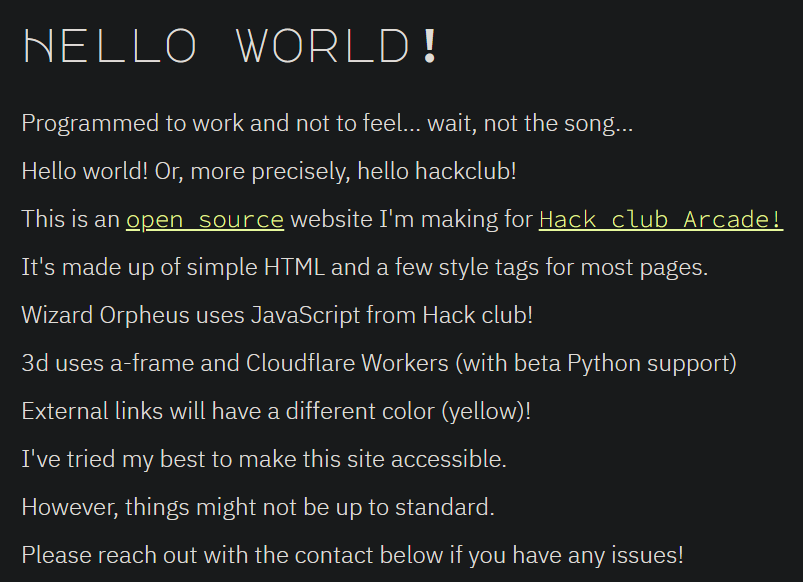 HELLO WORLD!
Programmed to work and not to feel... wait, not the song...
Hello world! Or, more precisely, hello hackclub!
This is an open source website I'm making for Hack club Arcade!
It's made up of simple HTML and a few style tags for most pages.
Wizard Orpheus uses JavaScript from Hack club!
3d uses a-frame and Cloudflare Workers (with beta Python support)
External links will have a different color (yellow)!
I've tried my best to make this site accessible.
However, things might not be up to standard.
Please reach out with the contact below if you have any issues!